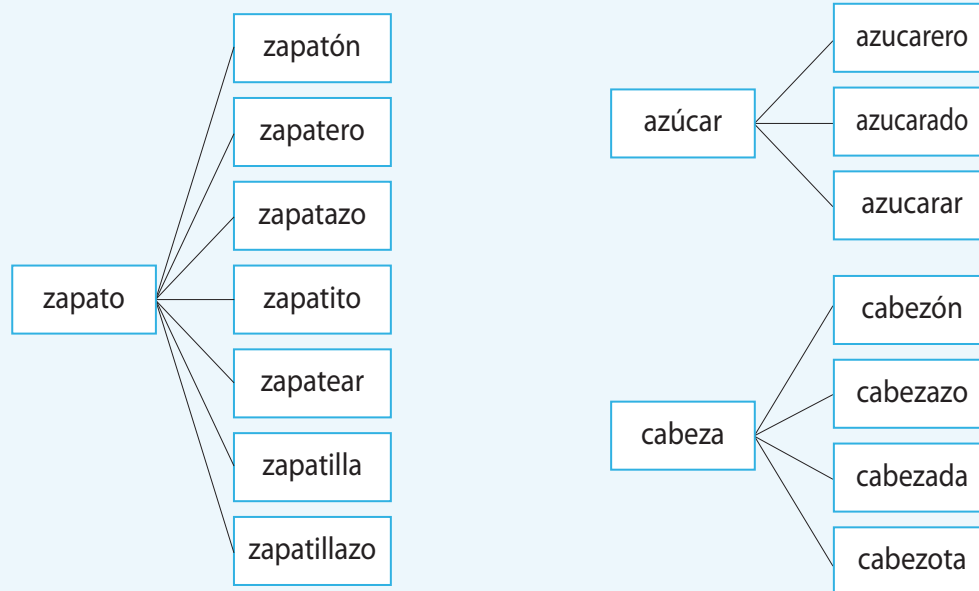 zapato
zapatón
zapatero
zapatazo
zapatito
zapatear
zapatilla
zapatillazo
azúcar
azucarero
azucarado
azucarar
cabeza
cabezón
cabezazo
cabezada
cabezota